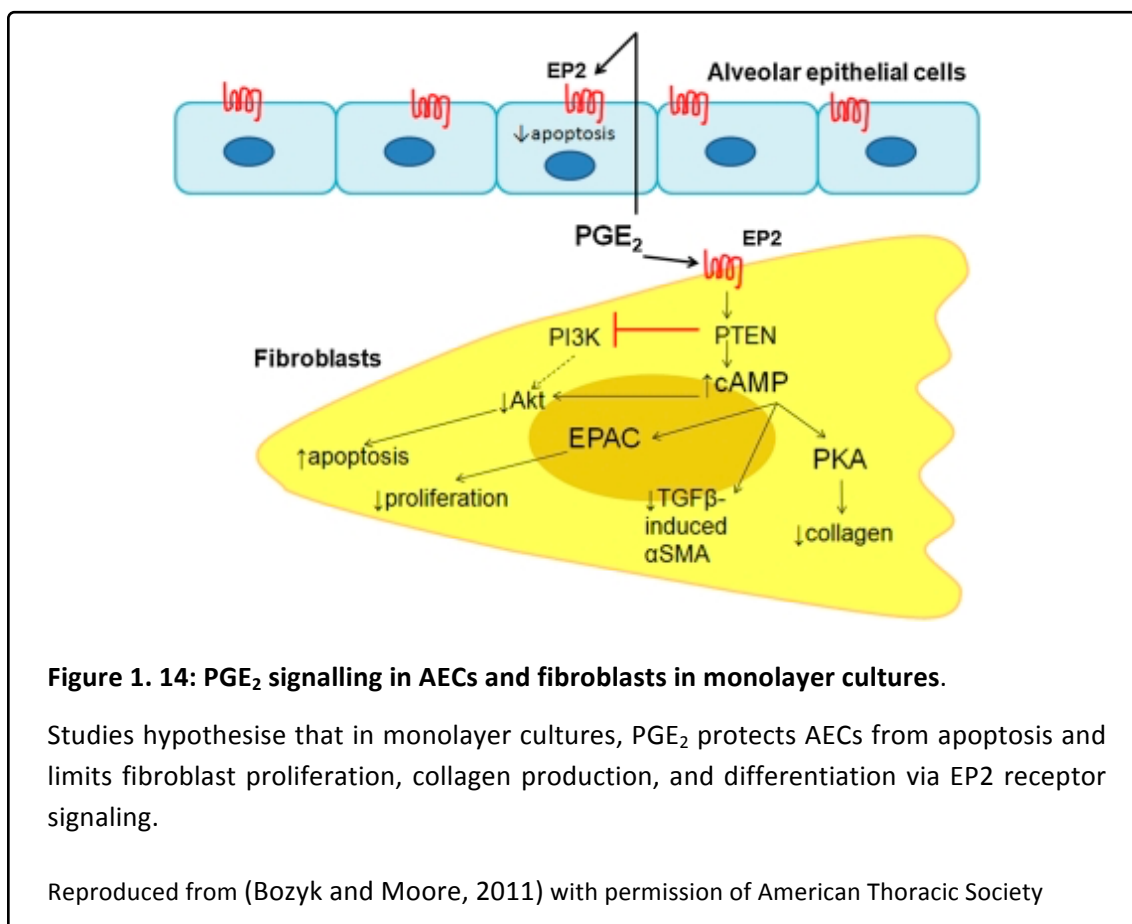 EP2
Alveolar epithelial cells
↓apoptosis
PGE₂
EP2
PI3K
PTEN
Fibroblasts
↑cAMP
↓Akt
EPAC
↑apoptosis
PKA
↓proliferation
↓TGFβ-
induced
αSMA
↓collagen
Figure 1. 14: PGE₂ signalling in AECs and fibroblasts in monolayer cultures.
Studies hypothesise that in monolayer cultures, PGE₂ protects AECs from apoptosis and
limits fibroblast proliferation, collagen production, and differentiation via EP2 receptor
signaling.
Reproduced from (Bozyk and Moore, 2011) with permission of American Thoracic Society